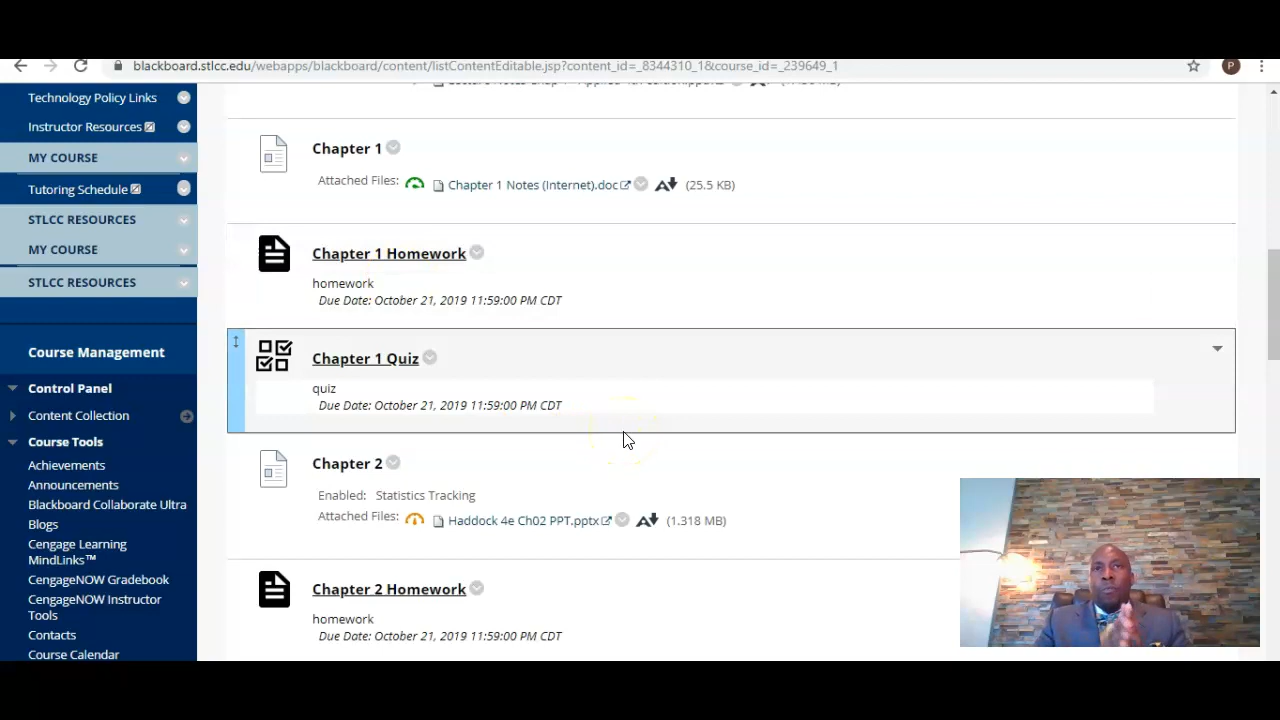 blackboard.stlcc.edu/webapps/blackboard/content/listContentEditable.jsp?content_id=_8344310_1&course_id=_239649_1
P
Technology Policy Links
Instructor Resources
MY COURSE
Tutoring Schedule
STLCC RESOURCES
MY COURSE
STLCC RESOURCES
Course Management
Control Panel
Content Collection
Course Tools
Achievements
Announcements
Blackboard Collaborate Ultra
Blogs
Cengage Learning
MindLinks™
CengageNOW Gradebook
CengageNOW Instructor
Tools
Contacts
Course Calendar
Chapter 1
Attached Files: Chapter 1 Notes (Internet).doc (25.5 KB)
Chapter 1 Homework
homework
Due Date: October 21, 2019 11:59:00 PM CDT
Chapter 1 Quiz
quiz
Due Date: October 21, 2019 11:59:00 PM CDT
Chapter 2
Enabled: Statistics Tracking
Attached Files: Haddock 4e Ch02 PPT.pptx (1.318 MB)
Chapter 2 Homework
homework
Due Date: October 21, 2019 11:59:00 PM CDT